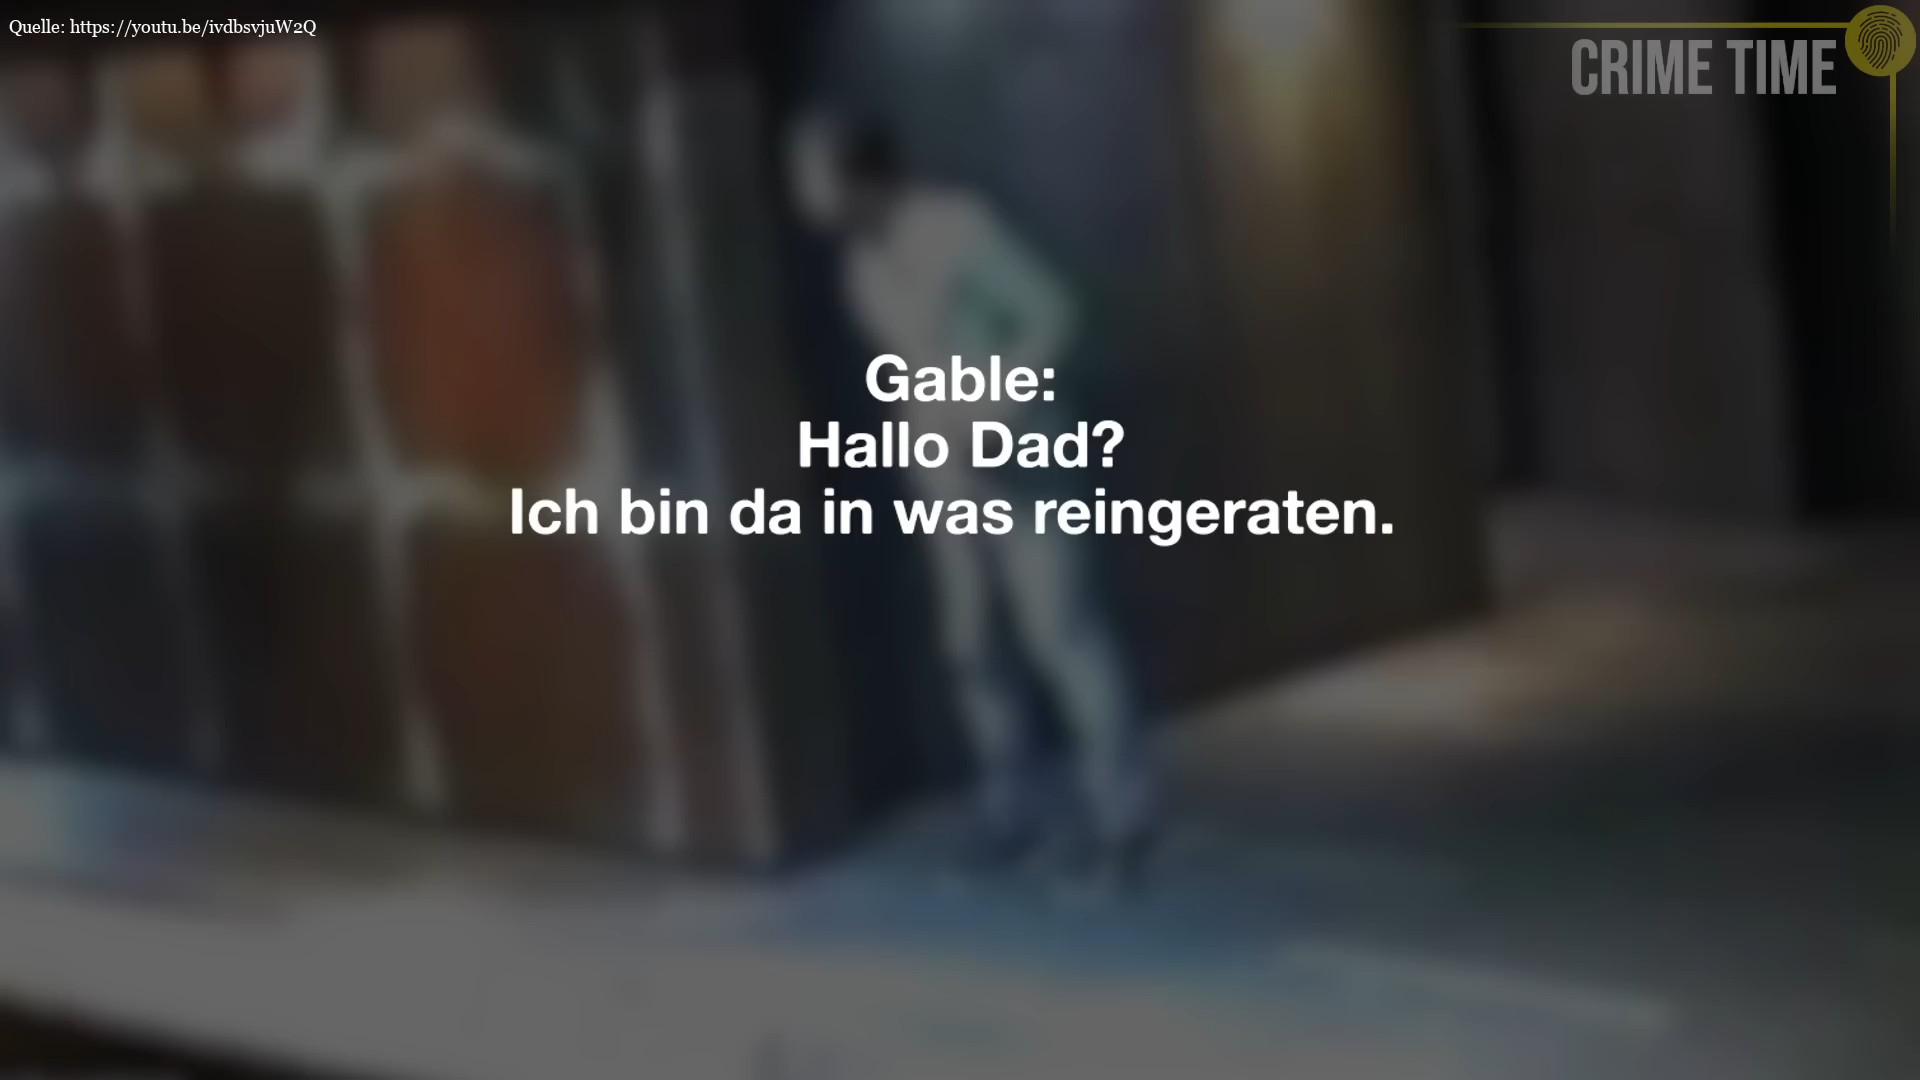 Quelle: https://youtu.be/ivdbsvjuW2Q
CRIME TIME
Gable:
Hallo Dad?
Ich bin da in was reingeraten.